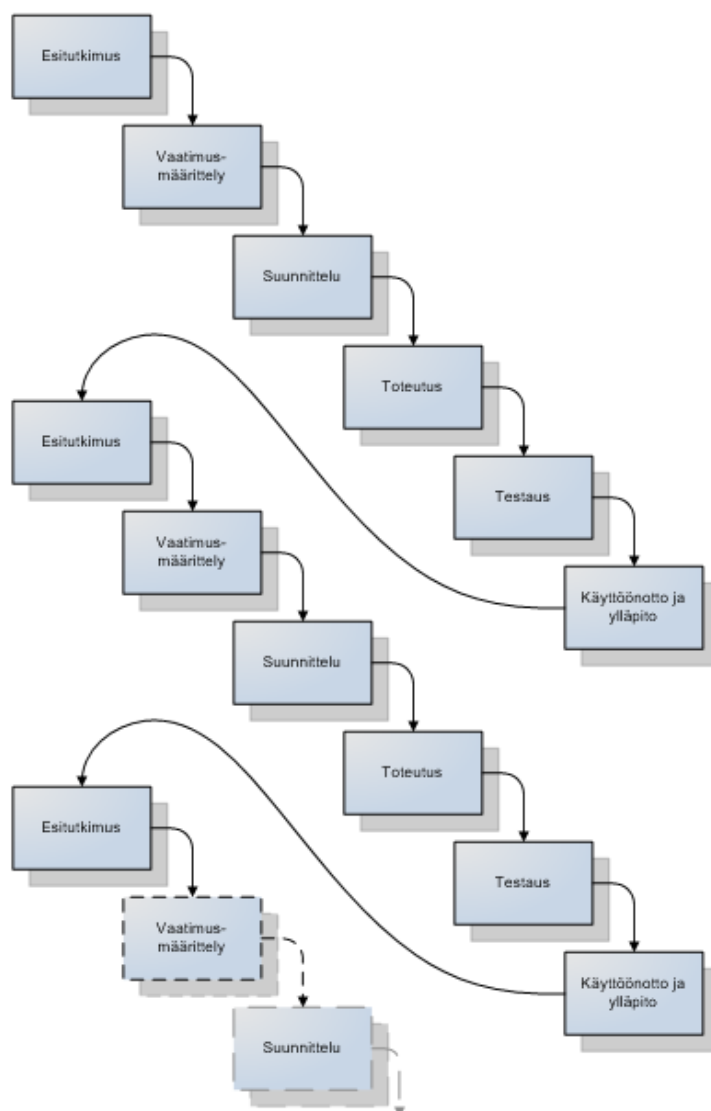 Esitutkimus
Vaatimus-
määrittely
Suunnittelu
Toteutus
Esitutkimus
Testaus
Vaatimus-
määrittely
Käyttöönotto ja
ylläpito
Suunnittelu
Toteutus
Esitutkimus
Testaus
Vaatimus-
määrittely
Käyttöönotto ja
ylläpito
Suunnittelu